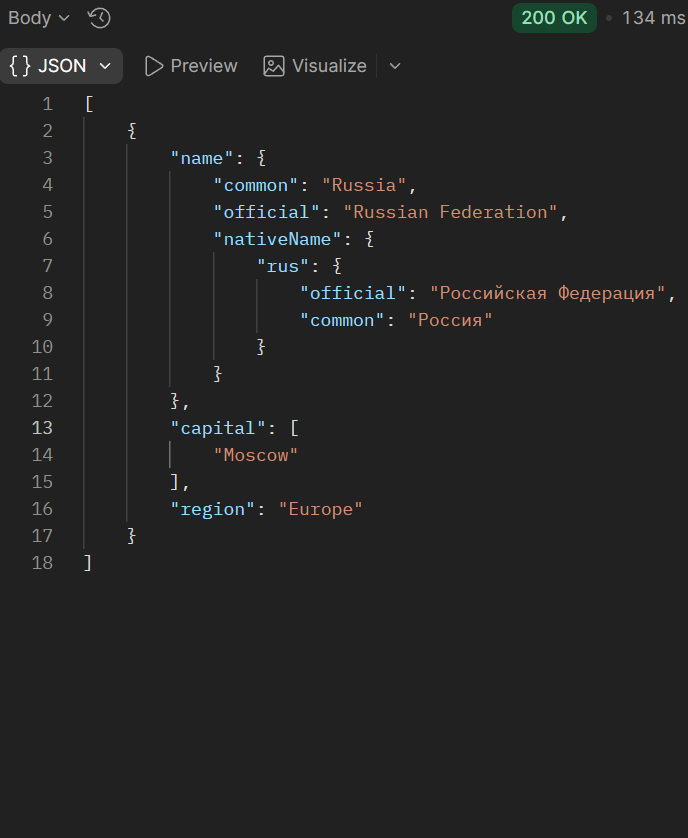 Body
200 OK • 134 ms
{} JSON Preview Visualize
1 [
2 {
3 "name": {
4 "common": "Russia",
5 "official": "Russian Federation",
6 "nativeName": {
7 "rus": {
8 "official": "Российская Федерация",
9 "common": "Россия"
10 }
11 }
12 },
13 "capital": [
14 "Moscow"
15 ],
16 "region": "Europe"
17 }
18 ]